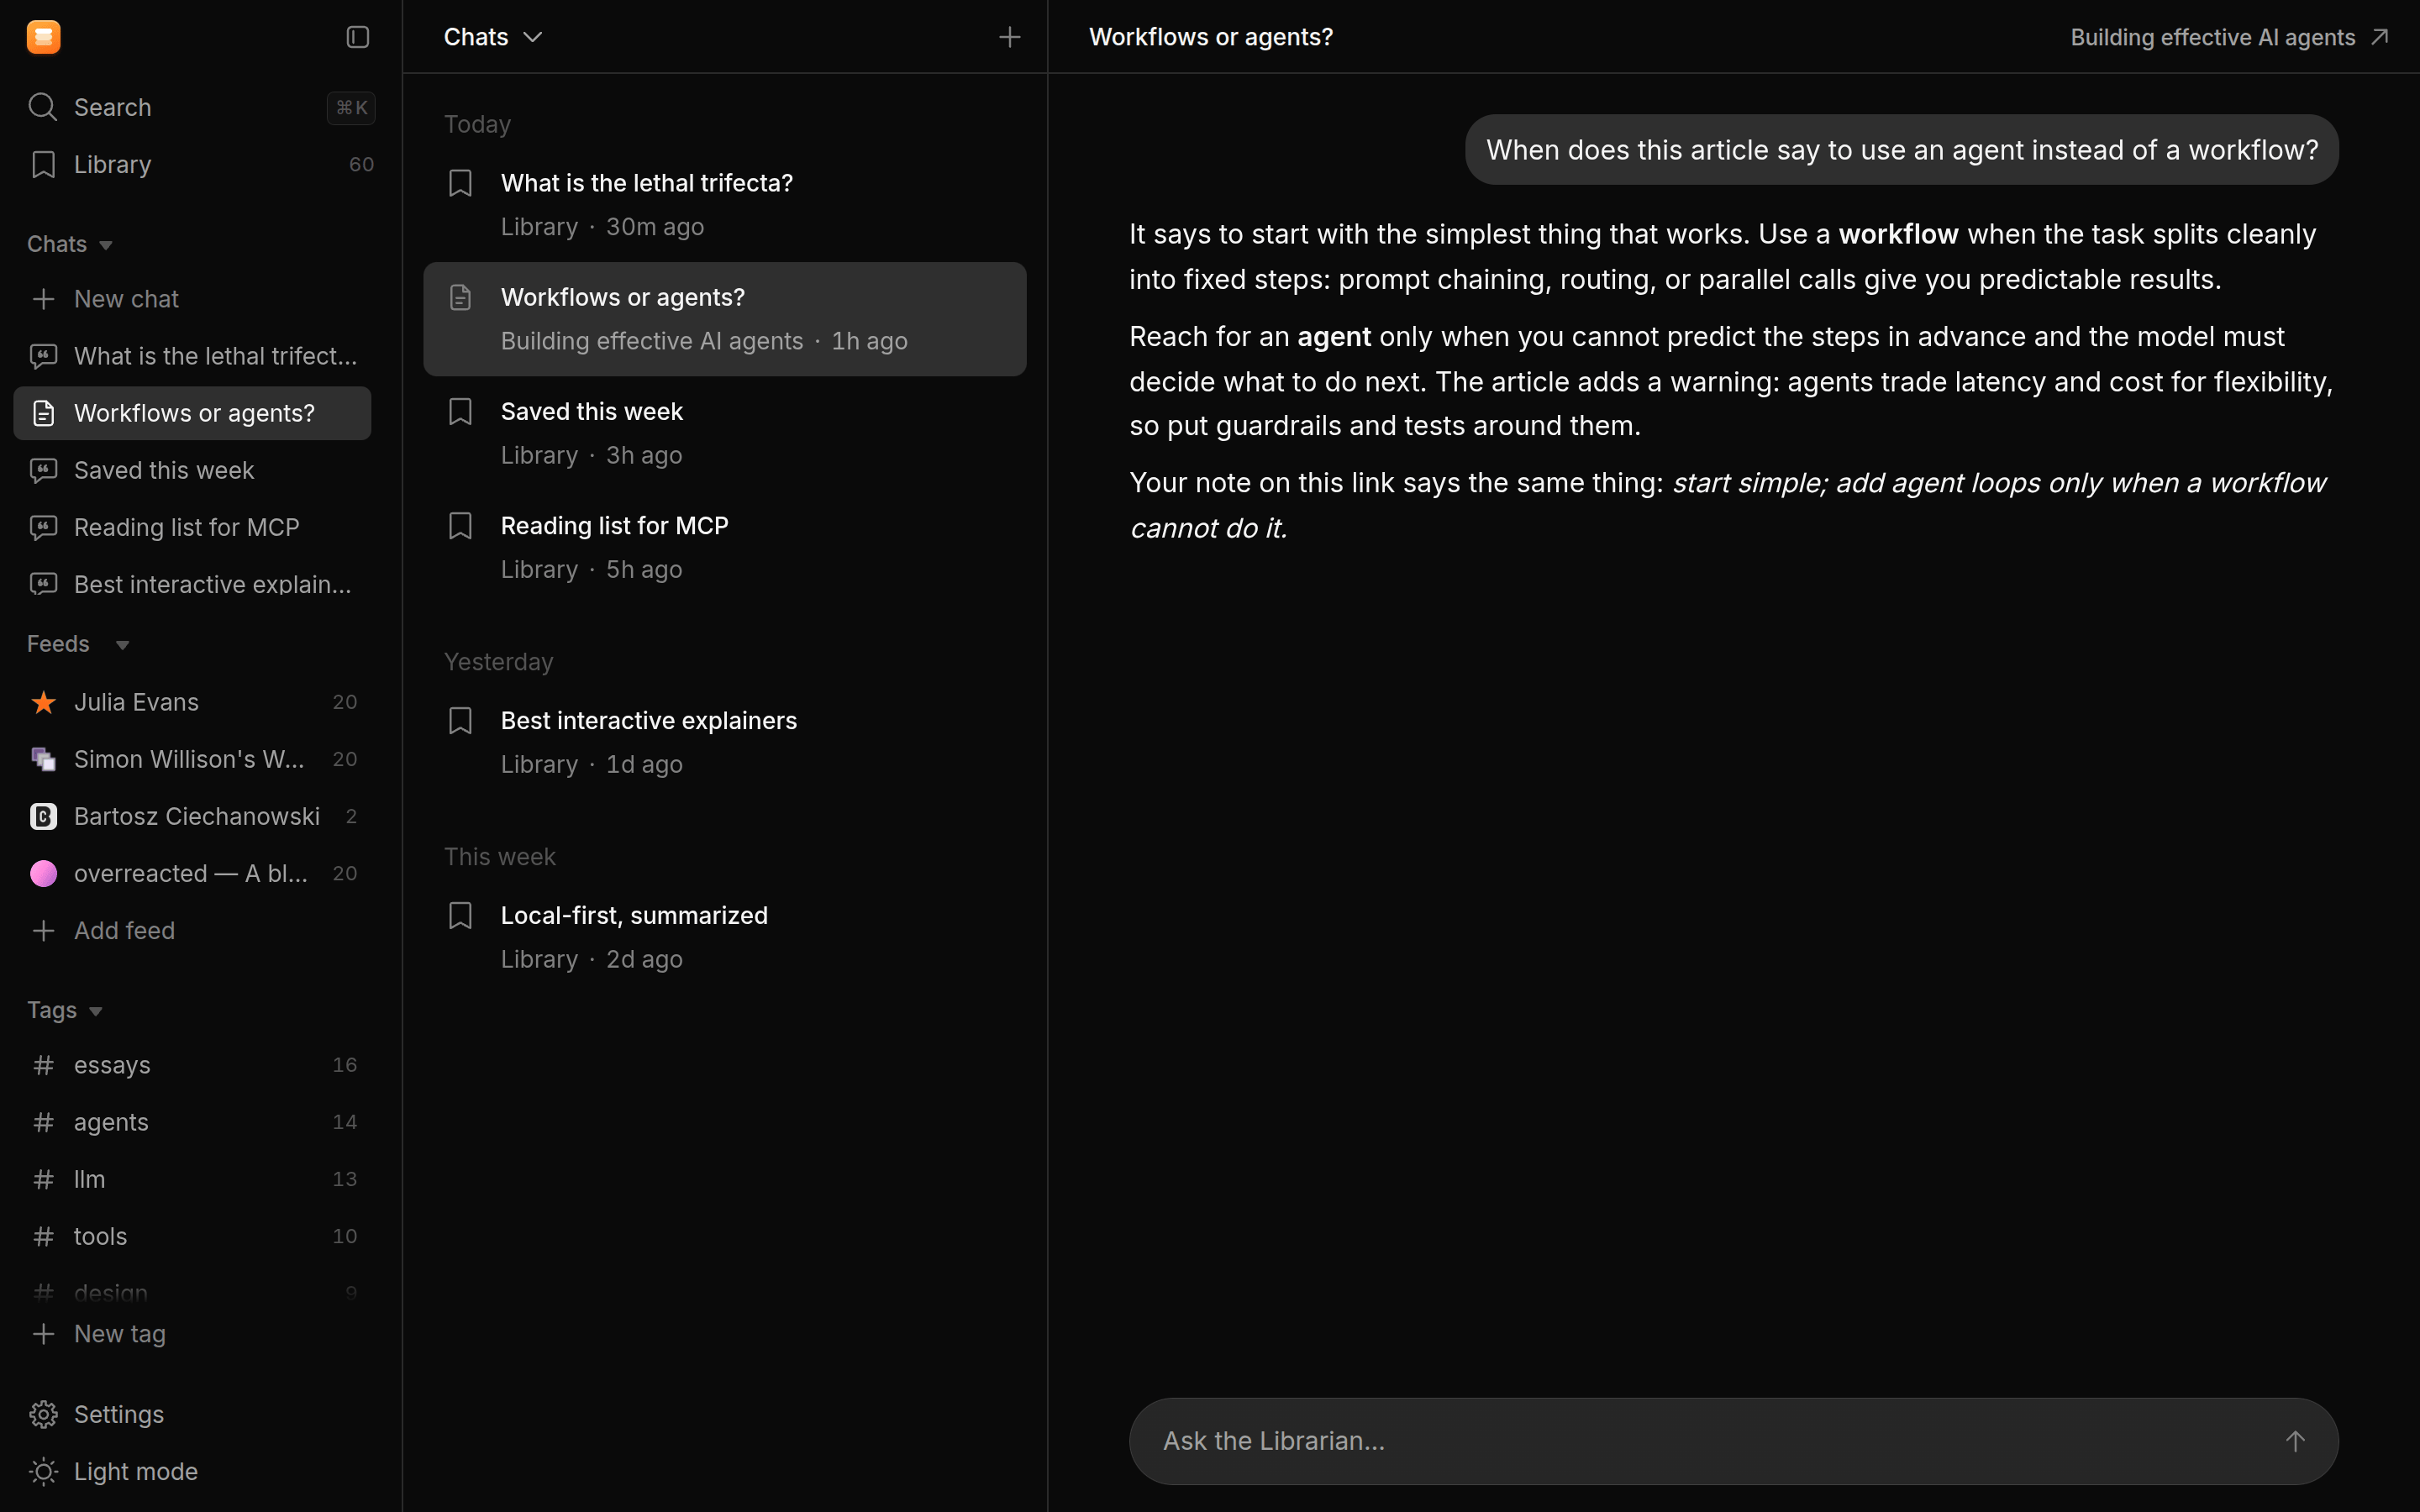 Search ⌘K
Library 60
Chats
New chat
What is the lethal trifect...
Workflows or agents?
Saved this week
Reading list for MCP
Best interactive explain...
Feeds
Julia Evans 20
Simon Willison's W... 20
Bartosz Ciechanowski 2
overreacted — A bl... 20
Add feed
Tags
# essays 16
# agents 14
# llm 13
# tools 10
# design 9
New tag
Settings
Light mode
Chats
Today
What is the lethal trifecta?
Library · 30m ago
Workflows or agents?
Building effective AI agents · 1h ago
Saved this week
Library · 3h ago
Reading list for MCP
Library · 5h ago
Yesterday
Best interactive explainers
Library · 1d ago
This week
Local-first, summarized
Library · 2d ago
Workflows or agents?
Building effective AI agents
When does this article say to use an agent instead of a workflow?
It says to start with the simplest thing that works. Use a workflow when the task splits cleanly
into fixed steps: prompt chaining, routing, or parallel calls give you predictable results.
Reach for an agent only when you cannot predict the steps in advance and the model must
decide what to do next. The article adds a warning: agents trade latency and cost for flexibility,
so put guardrails and tests around them.
Your note on this link says the same thing: start simple; add agent loops only when a workflow
cannot do it.
Ask the Librarian...